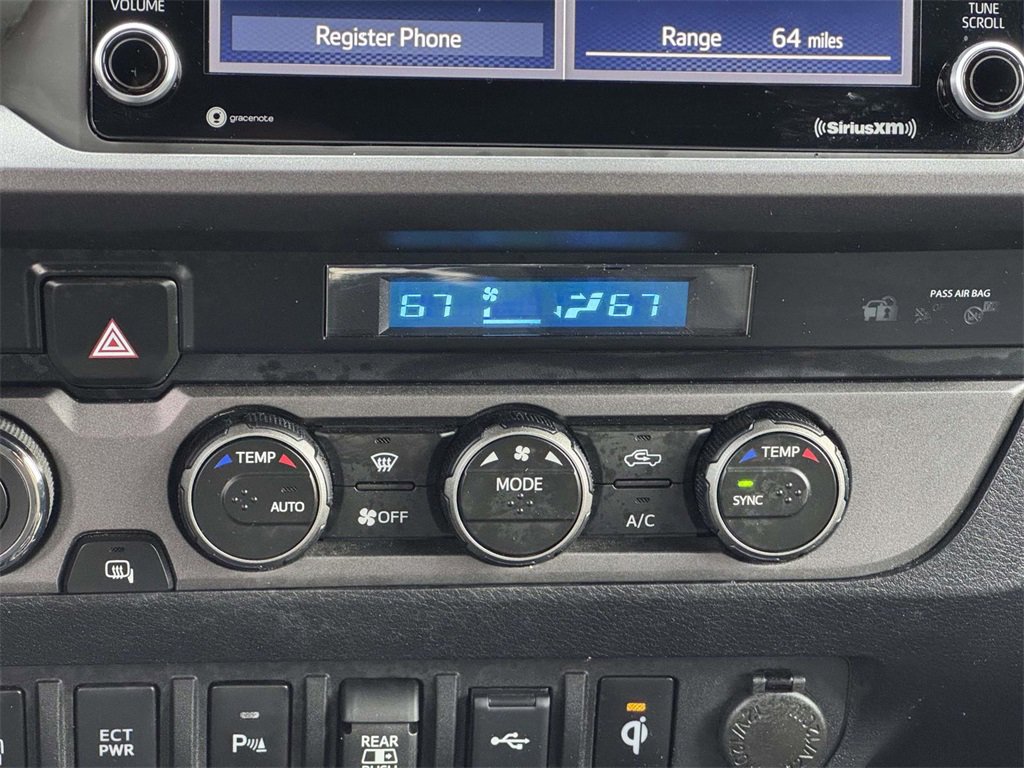 VOLUME
TUNE
SCROLL
Register Phone
Range 64 miles
gracenote
((SiriusXM))
67 67
PASS AIR BAG
TEMP
AUTO
OFF
MODE
A/C
TEMP
SYNC
ECT
PWR
P
REAR
qi